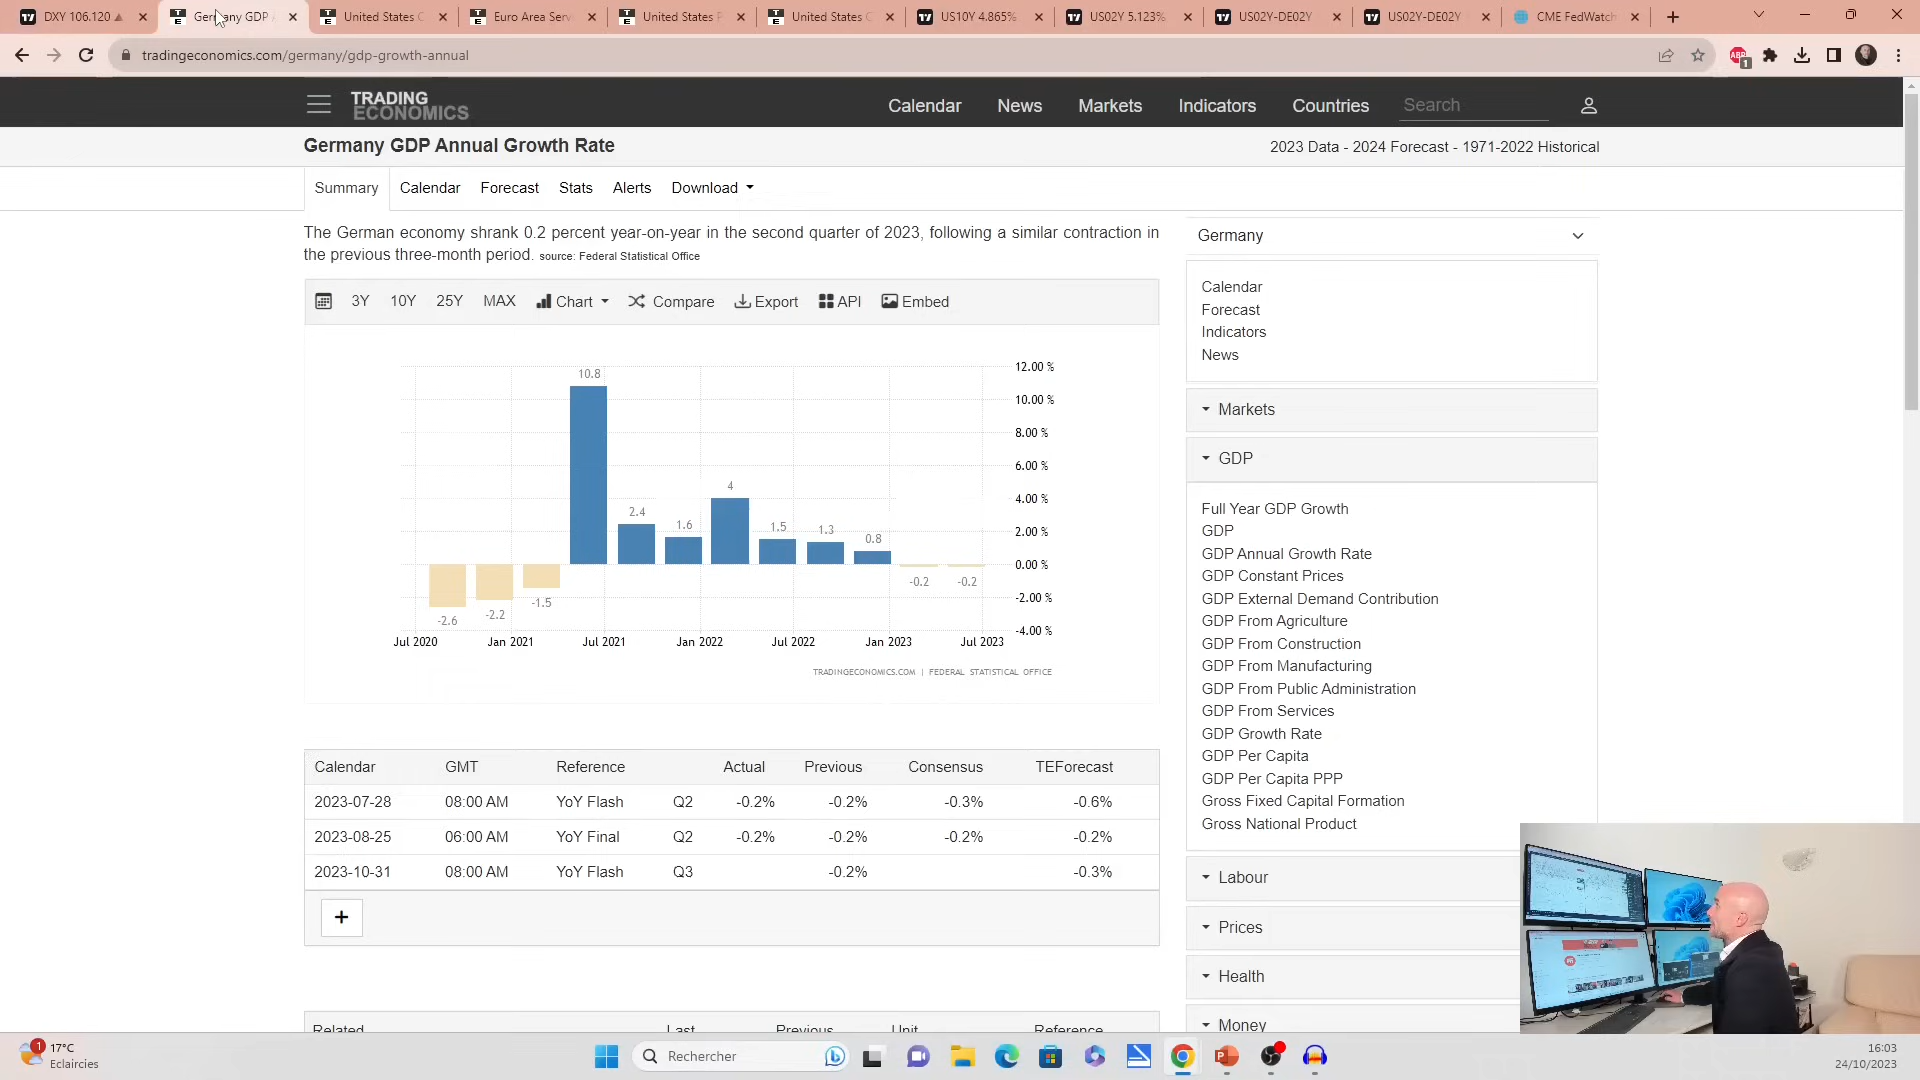 DXY 106.120
Germany GDP
United States C
Euro Area Serv
United States P
United States C
US10Y 4.865%
US02Y 5.123%
US02Y-DE02Y
US02Y-DE02Y
CME FedWatch
tradingeconomics.com/germany/gdp-growth-annual
ABP
1
TRADING
ECONOMICS
Calendar
News
Markets
Indicators
Countries
Search
Germany GDP Annual Growth Rate
2023 Data - 2024 Forecast - 1971-2022 Historical
Summary
Calendar
Forecast
Stats
Alerts
Download
The German economy shrank 0.2 percent year-on-year in the second quarter of 2023, following a similar contraction in
the previous three-month period. source: Federal Statistical Office
3Y 10Y 25Y MAX Chart Compare Export API Embed
12.00 %
10.00 %
8.00 %
6.00 %
4.00 %
2.00 %
0.00 %
-2.00 %
-4.00 %
-2.6
-2.2
-1.5
10.8
2.4
1.6
4
1.5
1.3
0.8
-0.2
-0.2
Jul 2020 Jan 2021 Jul 2021 Jan 2022 Jul 2022 Jan 2023 Jul 2023
TRADINGECONOMICS.COM | FEDERAL STATISTICAL OFFICE
Calendar GMT Reference Actual Previous Consensus TEForecast
2023-07-28 08:00 AM YoY Flash Q2 -0.2% -0.2% -0.3% -0.6%
2023-08-25 06:00 AM YoY Final Q2 -0.2% -0.2% -0.2% -0.2%
2023-10-31 08:00 AM YoY Flash Q3 -0.2% -0.3%
+
Related Last Previous Unit Reference
Germany
Calendar
Forecast
Indicators
News
Markets
GDP
Full Year GDP Growth
GDP
GDP Annual Growth Rate
GDP Constant Prices
GDP External Demand Contribution
GDP From Agriculture
GDP From Construction
GDP From Manufacturing
GDP From Public Administration
GDP From Services
GDP Growth Rate
GDP Per Capita
GDP Per Capita PPP
Gross Fixed Capital Formation
Gross National Product
Labour
Prices
Health
Money
1
17°C
Eclaircies
Rechercher
16:03
24/10/2023